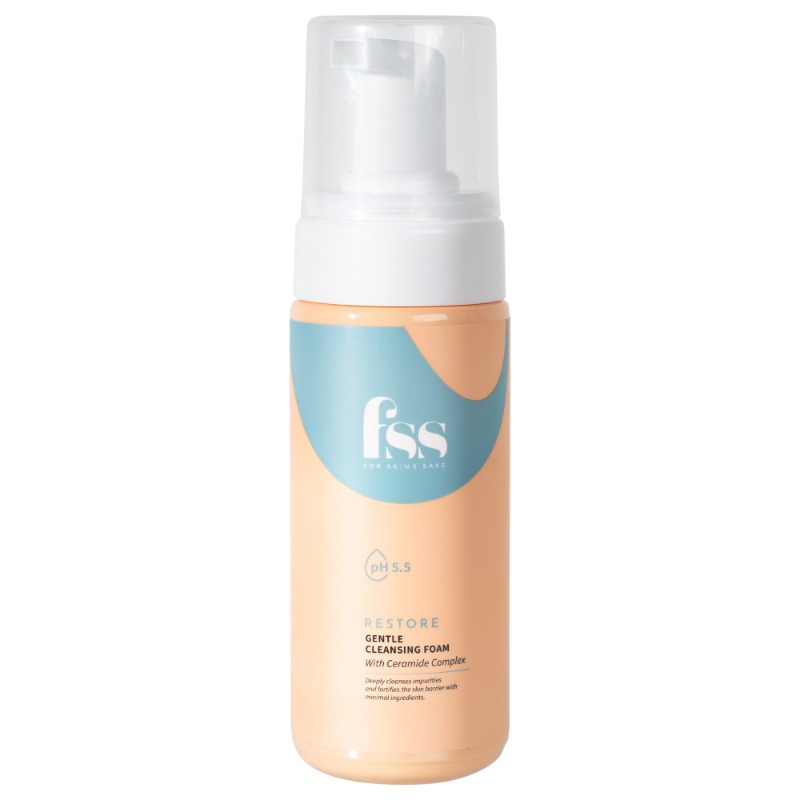 fss
FOR SKINS SAKE
pH 5.5
RESTORE
GENTLE
CLEANSING FOAM
With Ceramide Complex
Deeply cleanses impurities
and fortifies the skin barrier with
minimal ingredients.